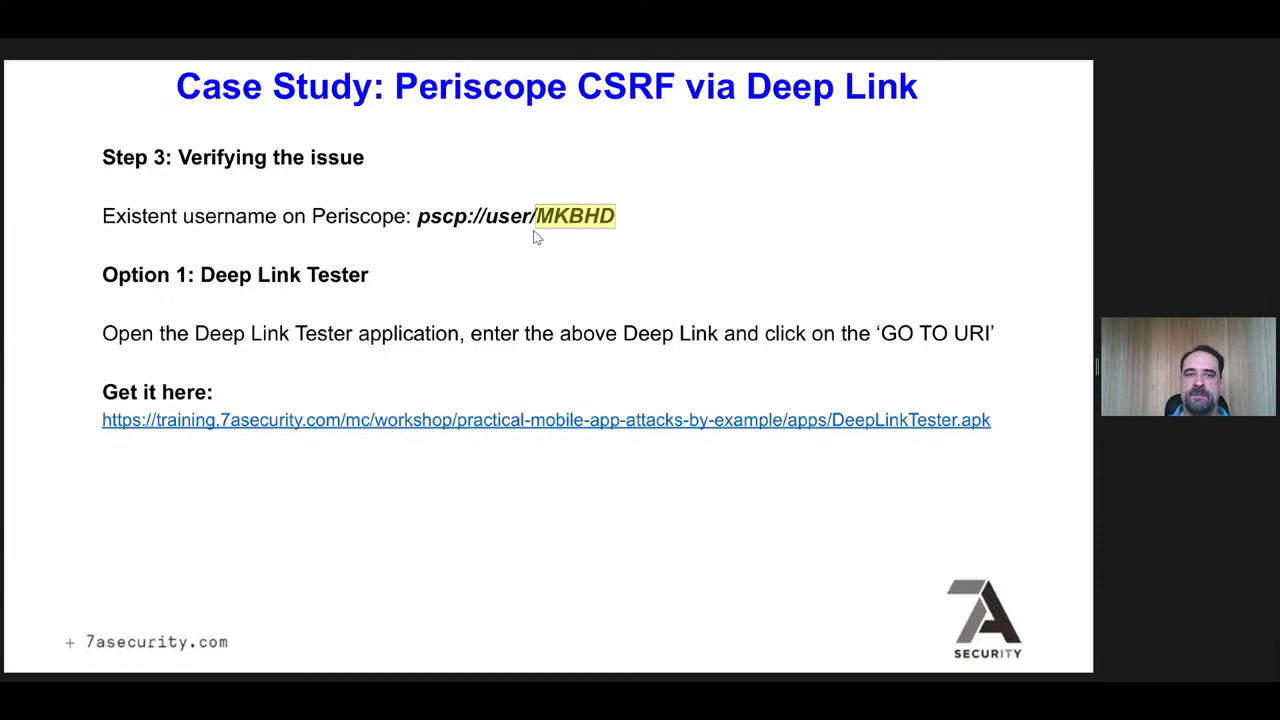 Case Study: Periscope CSRF via Deep Link
Step 3: Verifying the issue
Existent username on Periscope: pscp://user/MKBHD
Option 1: Deep Link Tester
Open the Deep Link Tester application, enter the above Deep Link and click on the ‘GO TO URI’
Get it here:
https://training.7asecurity.com/mc/workshop/practical-mobile-app-attacks-by-example/apps/DeepLinkTester.apk
+ 7asecurity.com
7A
SECURITY